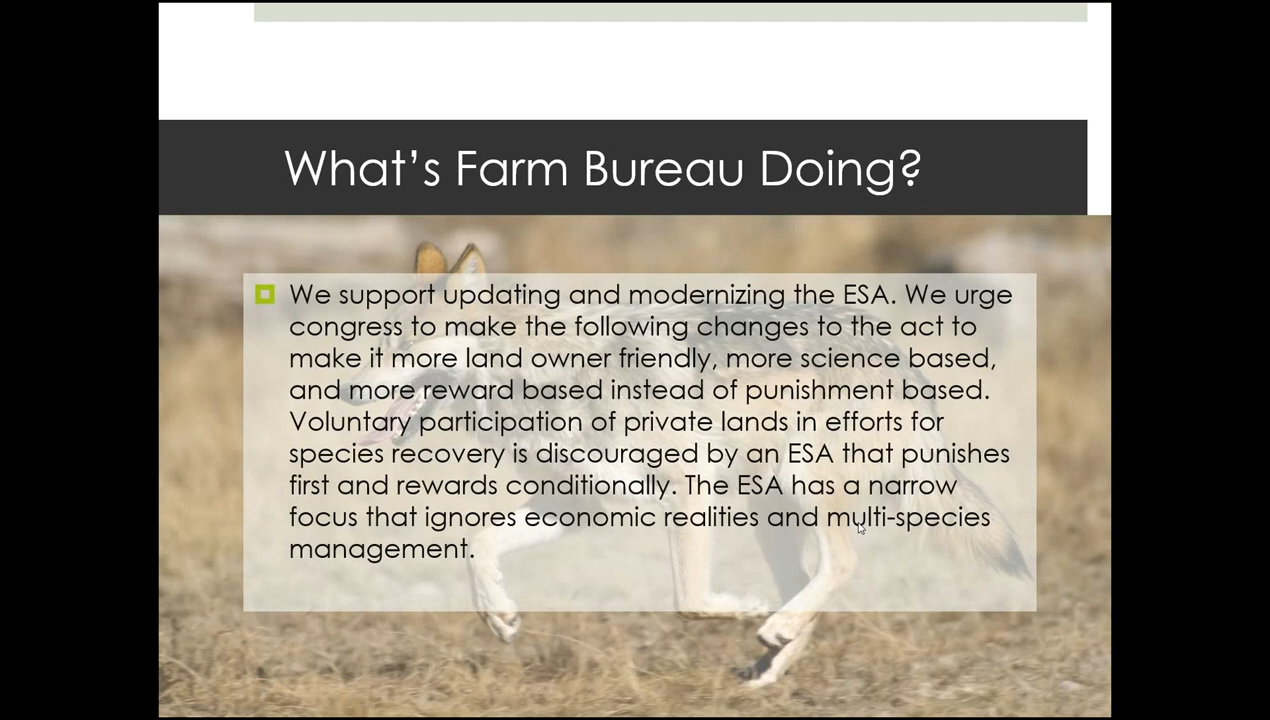 What's Farm Bureau Doing?
We support updating and modernizing the ESA. We urge
congress to make the following changes to the act to
make it more land owner friendly, more science based,
and more reward based instead of punishment based.
Voluntary participation of private lands in efforts for
species recovery is discouraged by an ESA that punishes
first and rewards conditionally. The ESA has a narrow
focus that ignores economic realities and multi-species
management.